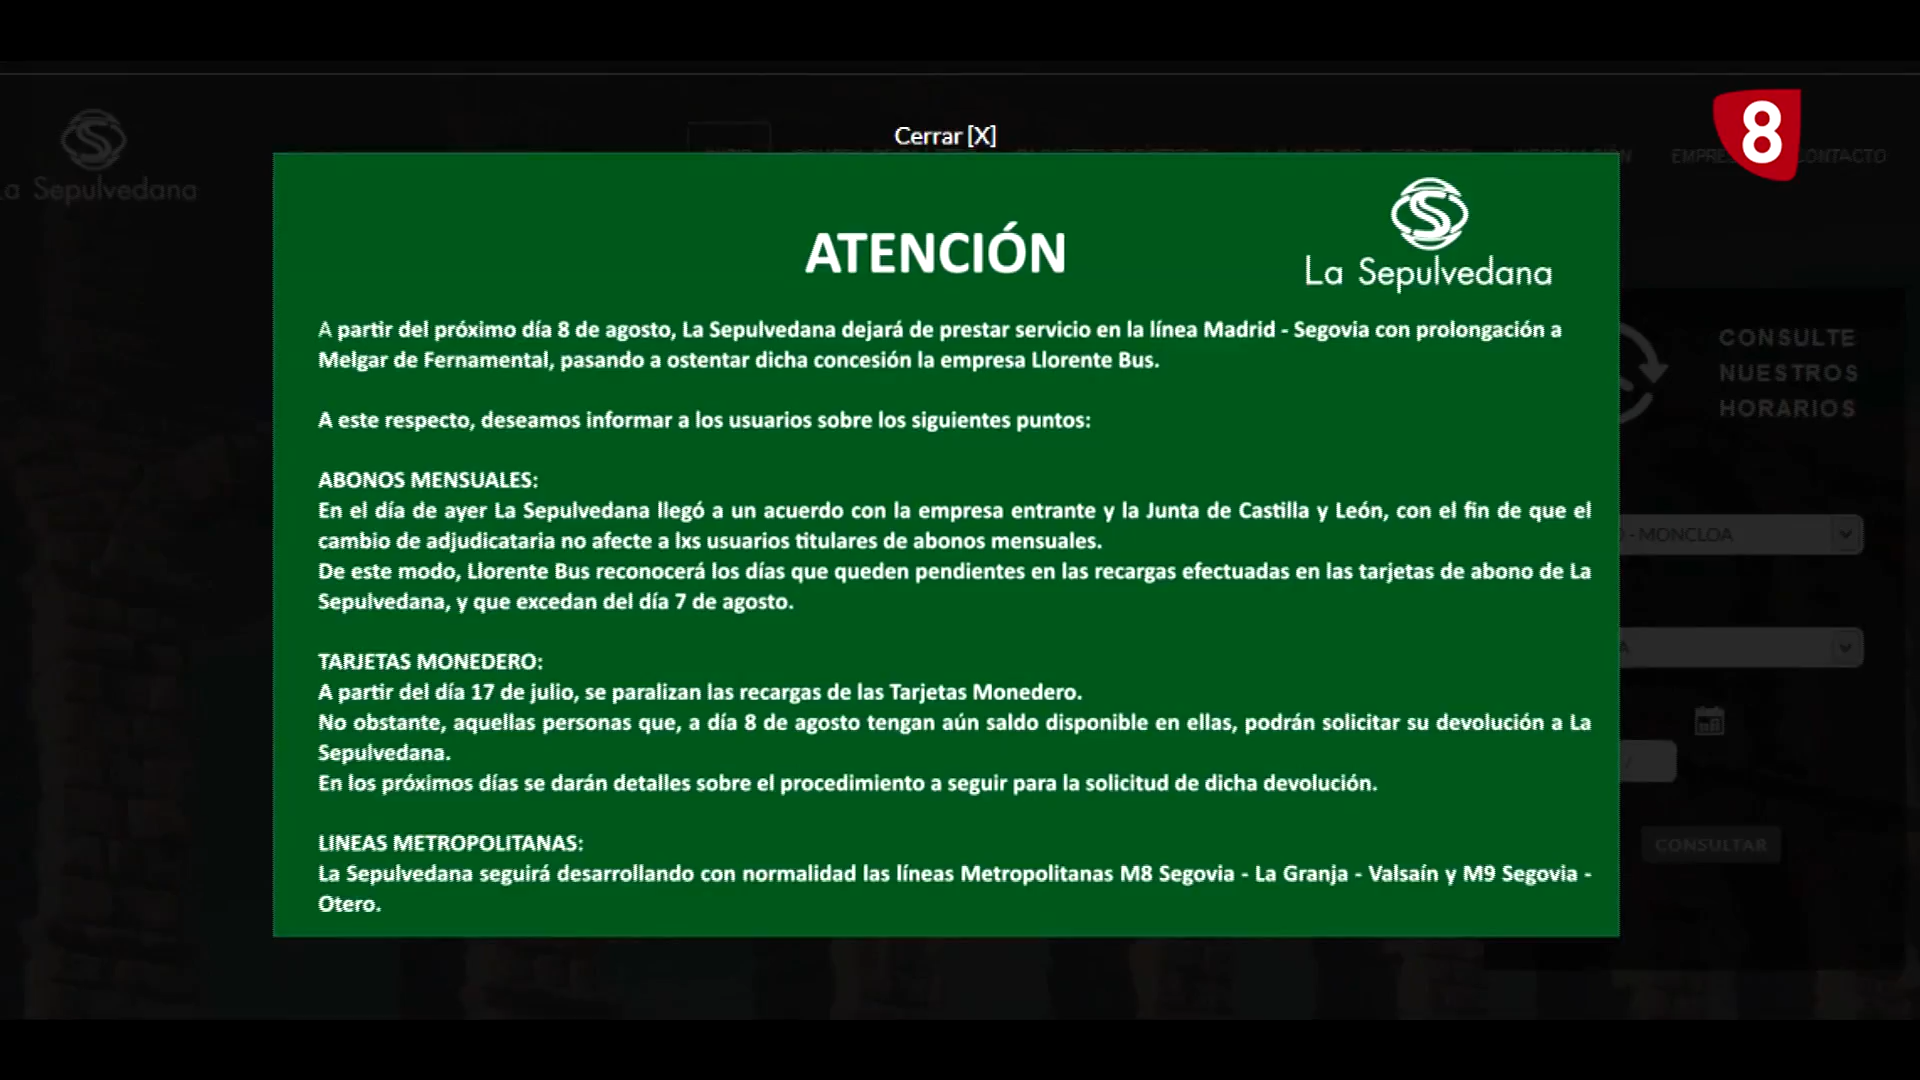 8
Cerrar [X]
La Sepulvedana
EMPRE
CONTACTO
ATENCIÓN
La Sepulvedana
A partir del próximo día 8 de agosto, La Sepulvedana dejará de prestar servicio en la línea Madrid - Segovia con prolongación a
Melgar de Fernamental, pasando a ostentar dicha concesión la empresa Llorente Bus.
A este respecto, deseamos informar a los usuarios sobre los siguientes puntos:
ABONOS MENSUALES:
En el día de ayer La Sepulvedana llegó a un acuerdo con la empresa entrante y la Junta de Castilla y León, con el fin de que el
cambio de adjudicataria no afecte a lxs usuarios titulares de abonos mensuales.
De este modo, Llorente Bus reconocerá los días que queden pendientes en las recargas efectuadas en las tarjetas de abono de La
Sepulvedana, y que excedan del día 7 de agosto.
TARJETAS MONEDERO:
A partir del día 17 de julio, se paralizan las recargas de las Tarjetas Monedero.
No obstante, aquellas personas que, a día 8 de agosto tengan aún saldo disponible en ellas, podrán solicitar su devolución a La
Sepulvedana.
En los próximos días se darán detalles sobre el procedimiento a seguir para la solicitud de dicha devolución.
LINEAS METROPOLITANAS:
La Sepulvedana seguirá desarrollando con normalidad las líneas Metropolitanas M8 Segovia - La Granja - Valsaín y M9 Segovia -
Otero.
CONSULTE
NUESTROS
HORARIOS
- MONCLOA
CONSULTAR